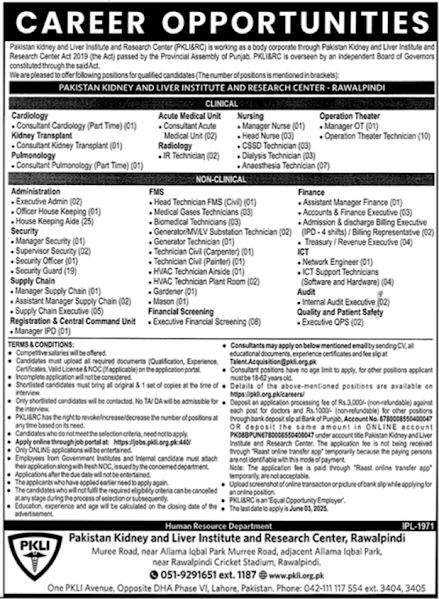 CAREER OPPORTUNITIES
Pakistan kidney and Liver Institute and Research Center (PKLI&RC) is working as a body corporate through Pakistan Kidney and Liver Institute and
Research Center Act 2019 (the Act) passed by the Provincial Assembly of Punjab. PKLI&RC is overseen by an independent Board of Governors
constituted through the said Act.
We are pleased to offer following positions for qualified candidates (The number of positions is mentioned in brackets):
PAKISTAN KIDNEY AND LIVER INSTITUTE AND RESEARCH CENTER - RAWALPINDI
CLINICAL
Cardiology
• Consultant Cardiology (Part Time) (01)
Kidney Transplant
• Consultant Kidney Transplant (01)
Pulmonology
• Consultant Pulmonology (Part Time) (01)
Acute Medical Unit
• Consultant Acute
Medical Unit (02)
Radiology
• IR Technician (02)
Nursing
• Manager Nurse (01)
• Head Nurse (03)
• CSSD Technician (03)
• Dialysis Technician (03)
• Anaesthesia Technician (07)
Operation Theater
• Manager OT (01)
• Operation Theater Technician (10)
NON-CLINICAL
Administration
• Executive Admin (02)
• Officer House Keeping (01)
• House Keeping Aide (25)
Security
• Manager Security (01)
• Supervisor Security (02)
• Security Officer (01)
• Security Guard (19)
Supply Chain
• Manager Supply Chain (01)
• Assistant Manager Supply Chain (02)
• Supply Chain Executive (05)
Registration & Central Command Unit
• Manager IPD (01)
FMS
• Head Technician FMS (Civil) (01)
• Medical Gases Technicians (03)
• Biomedical Technicians (03)
• Generator/MV/LV Substation Technician (02)
• Generator Technician (01)
• Technician Civil (Carpenter) (01)
• Technician Civil (Painter) (01)
• HVAC Technician Airside (01)
• HVAC Technician Plant Room (02)
• Gardener (01)
• Mason (01)
Financial Screening
• Executive Financial Screening (08)
Finance
• Assistant Manager Finance (01)
• Accounts & Finance Executive (03)
• Admission & discharge Billing Executive
(IPD - 4 shifts) / Billing Representative (02)
• Treasury / Revenue Executive (04)
ICT
• Network Engineer (01)
• ICT Support Technicians
(Software and Hardware) (04)
Audit
• Internal Audit Executive (02)
Quality and Patient Safety
• Executive QPS (02)
TERMS & CONDITIONS:
• Competitive salaries will be offered.
• Candidates must upload all required documents (Qualification, Experience,
Certificates, Valid License & NOC (If applicable) on the application portal.
• Incomplete application will not be considered.
• Shortlisted candidates must bring all original & 1 set of copies at the time of
interview.
• Only shortlisted candidates will be contacted. No TA/DA will be admissible for
the interview.
• PKLI&RC has the right to revoke/increase/decrease the number of positions at
any time based on its need.
• Candidates who do not meet the selection criteria, need not to apply.
• Apply online through job portal at: https://jobs.pkli.org.pk:440/
• Only ONLINE applications will be entertained.
• Employees from Government Institutes and Internal candidate must attach
their application along with fresh NOC, issued by the concerned department.
• Applications after the due date will not be entertained.
• The applicants who have applied earlier need to apply again.
• The candidates who will not fulfill the required eligibility criteria can be cancelled
at any stage during the process of selection or subsequently.
• Education, experience and age will be calculated on the closing date of the
advertisement.
• Consultants may apply on below mentioned email by sending CV, all
educational documents, experience certificates and fee slip at
Talent.Acquisition@pkli.org.pk
• Consultant positions have no age limit to apply, for other positions applicant
must be 18-62 years old.
• Details of the above-mentioned positions are available on
https://pkli.org.pk/careers/
• Deposit an application processing fee of Rs.3,000/- (non-refundable) against
each post for doctors and Rs.1000/- (non-refundable) for other positions
through bank deposit slip at Bank of Punjab, Account No. 6780008550400047
OR deposit the same amount in ONLINE account
PK08BPUN6780008550400047 under account title Pakistan Kidney and Liver
Institute and Research Center. The application fee is not being received through
"Raast online transfer app" temporarily because the paying persons
are not identifiable with this mode of payment.
Note: The application fee is paid through "Raast online transfer app"
temporarily, are not acceptable.
• Upload screenshot of online transaction or picture of bank slip while applying for
an online position.
• PKLI&RC is an 'Equal Opportunity Employer'.
• The last date to apply is June 03, 2025.
Human Resource Department
IPL-1971
PKLI
Pakistan Kidney and Liver Institute and Research Center, Rawalpindi
Muree Road, near Allama Iqbal Park Murree Road, adjacent Allama Iqbal Park,
near Rawalpindi Cricket Stadium, Rawalpindi.
051-9291651 ext. 1187 www.pkli.org.pk
One PKLI Avenue, Opposite DHA Phase VI, Lahore, Pakistan. Phone: 042-111 117 554 ext. 3404, 3405